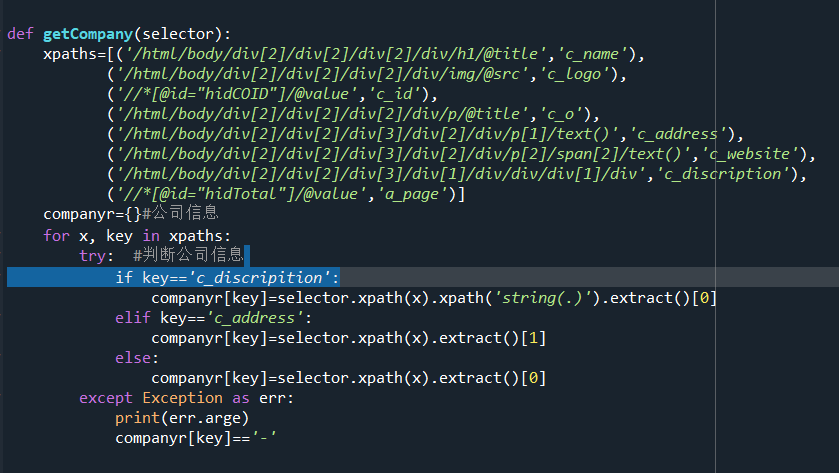 def getCompany(selector):
xpaths=[('/html/body/div[2]/div[2]/div[2]/div/h1/@title','c_name'),
('/html/body/div[2]/div[2]/div[2]/div/img/@src','c_logo'),
('//*[@id="hidCOID"]/@value','c_id'),
('/html/body/div[2]/div[2]/div[2]/div/p/@title','c_o'),
('/html/body/div[2]/div[2]/div[3]/div[2]/div/p[1]/text()','c_address'),
('/html/body/div[2]/div[2]/div[3]/div[2]/div/p[2]/span[2]/text()','c_website'),
('/html/body/div[2]/div[2]/div[3]/div[1]/div/div/div[1]/div','c_discription'),
('//*[@id="hidTotal"]/@value','a_page')]
companyr={}#公司信息
for x, key in xpaths:
try:  #判断公司信息
if key=='c_discripition':
companyr[key]=selector.xpath(x).xpath('string(.)').extract()[0]
elif key=='c_address':
companyr[key]=selector.xpath(x).extract()[1]
else:
companyr[key]=selector.xpath(x).extract()[0]
except Exception as err:
print(err.arge)
companyr[key]=='-'